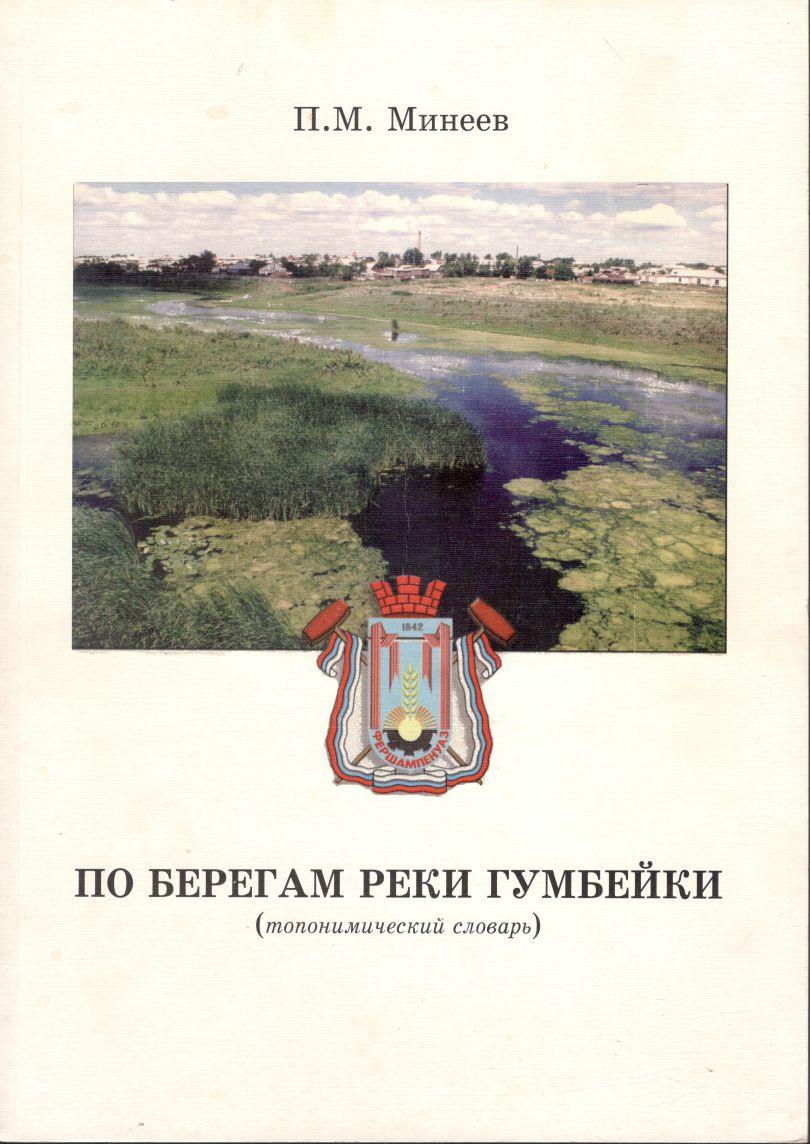 П.М. Минеев
1842
ФЕРШАМПЕНУАЗ
ПО БЕРЕГАМ РЕКИ ГУМБЕЙКИ
(топонимический словарь)